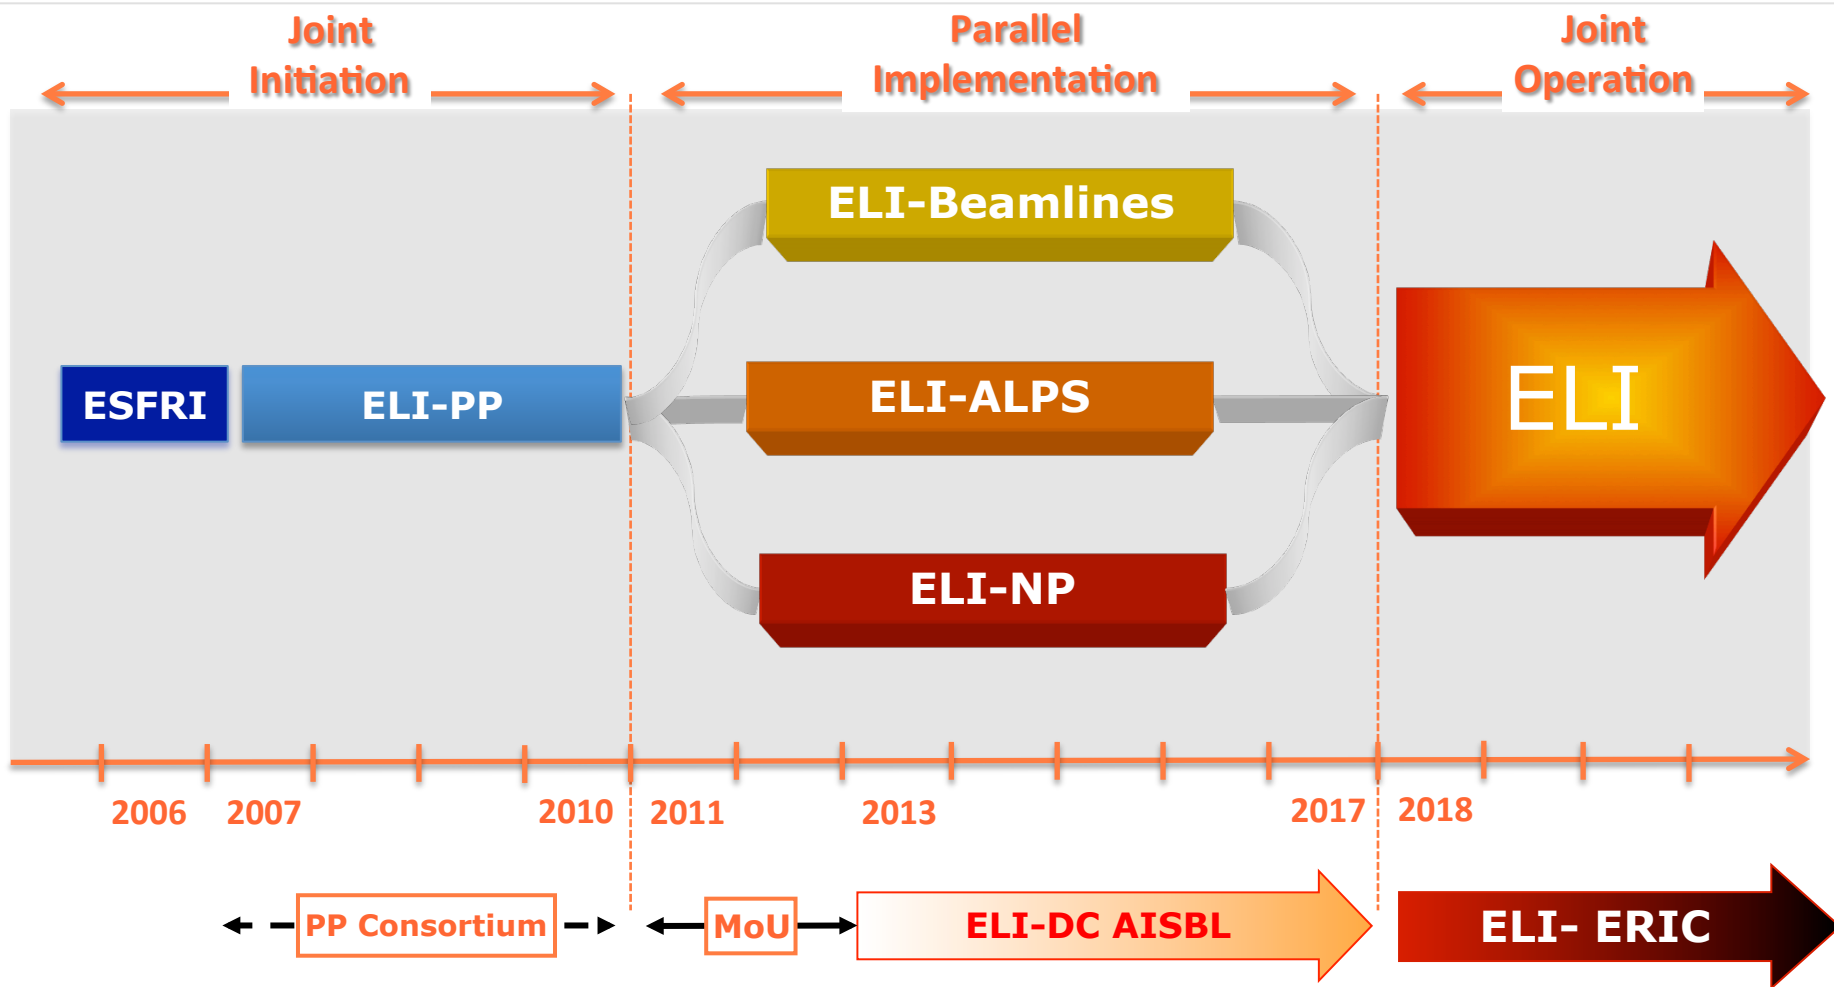 Joint
Initiation
Parallel
Implementation
Joint
Operation
ELI-Beamlines
ESFRI
ELI-PP
ELI-ALPS
ELI
ELI-NP
2006
2007
2010
2011
2013
2017
2018
PP Consortium
MoU
ELI-DC AISBL
ELI- ERIC